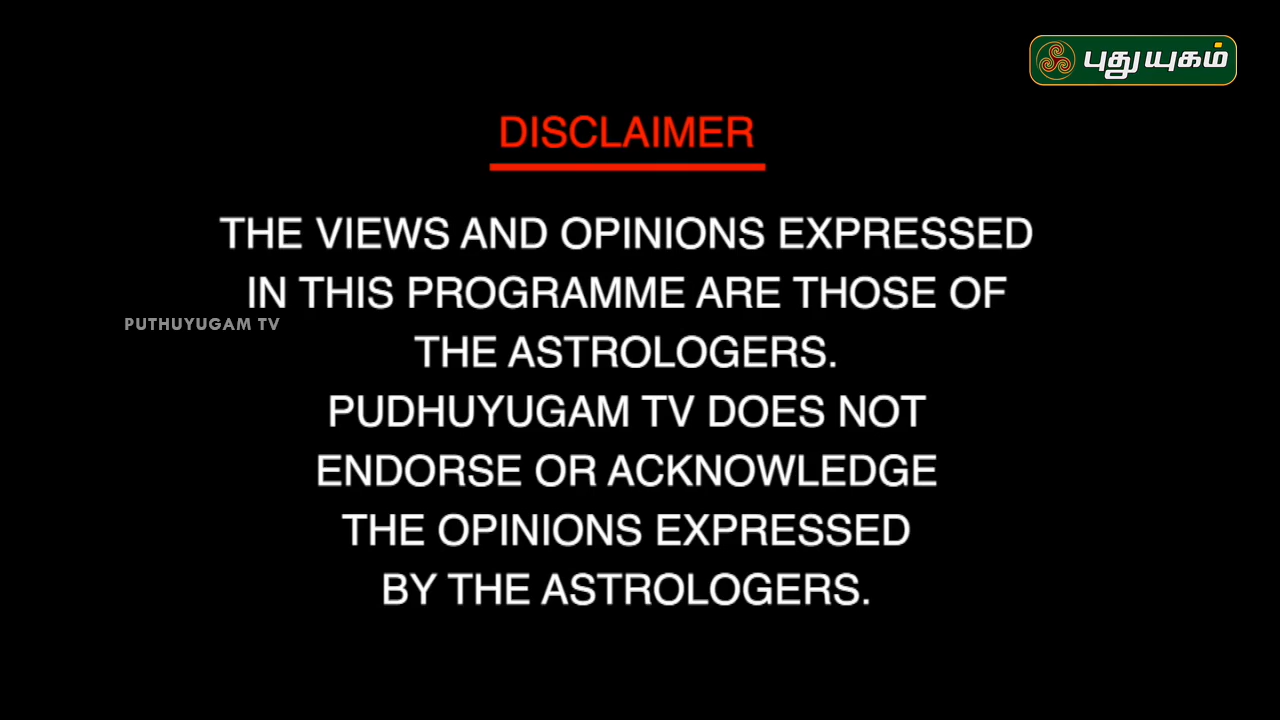 புதுயுகம்
DISCLAIMER
THE VIEWS AND OPINIONS EXPRESSED
IN THIS PROGRAMME ARE THOSE OF
PUTHUYUGAM TV
THE ASTROLOGERS.
PUDHUYUGAM TV DOES NOT
ENDORSE OR ACKNOWLEDGE
THE OPINIONS EXPRESSED
BY THE ASTROLOGERS.